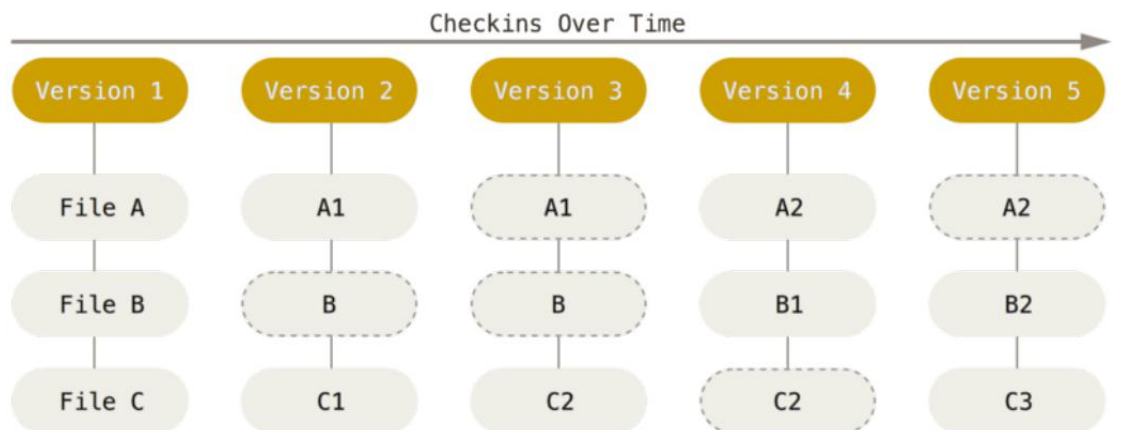 Checkins Over Time
Version 1 Version 2 Version 3 Version 4 Version 5
File A A1 A1 A2 A2
File B B B B1 B2
File C C1 C2 C2 C3